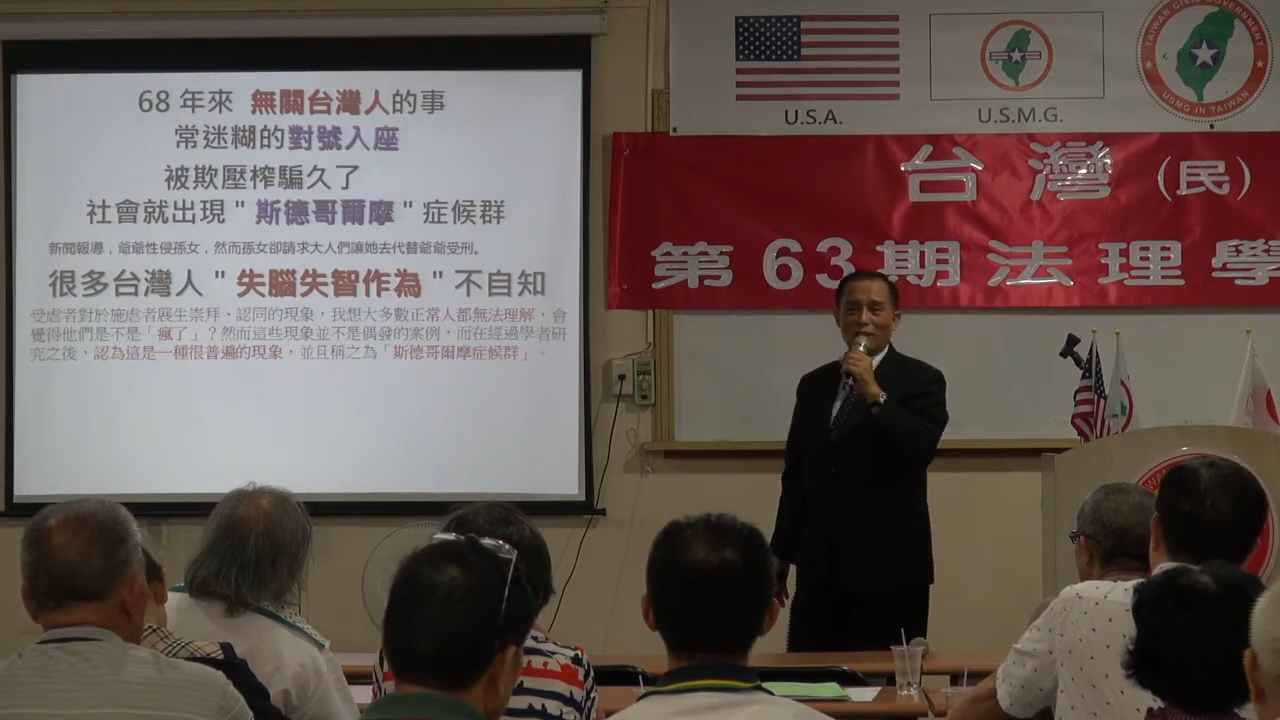 68 年來 無關台灣人的事
常迷糊的對號入座
被欺壓榨騙久了
社會就出現 " 斯德哥爾摩 " 症候群
新聞報導，爺爺性侵孫女，然而孫女卻請求大人們讓她去代替爺爺受刑。
很多台灣人 " 失腦失智作為 " 不自知
受虐者對於施虐者展生崇拜、認同的現象，我想大多數正常人都無法理解，會
覺得他們是不是「瘋了」？然而這些現象並不是偶發的案例，而在經過學者研
究之後，認為這是一種很普遍的現象，並且稱之為「斯德哥爾摩症候群」。
U.S.A.
U.S.M.G.
TAIWAN CIVIL GOVERNMENT
USMG IN TAIWAN
台灣(民)
第63期法理學